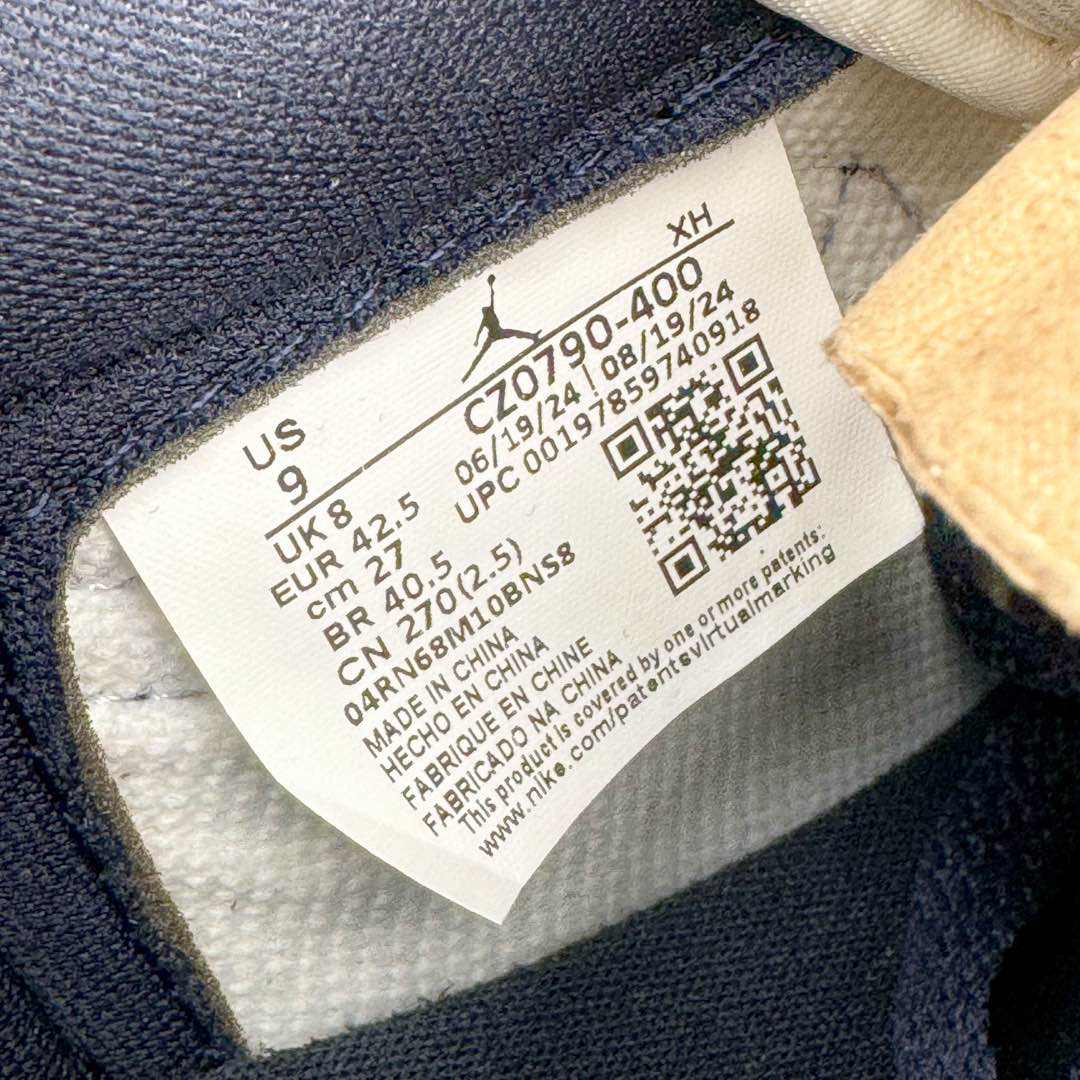 XH
US
9
CZ0790-400
06/19/24 | 08/19/24
UPC 00197859740918
UK 8
EUR 42.5
cm 27
BR 40.5
CN 270(2.5)
04RN68M10BNS8
MADE IN CHINA
HECHO EN CHINA
FABRIQUE EN CHINE
FABRICADO NA CHINA
This product is covered by one or more patents:
www.nike.com/patentsvirtualmarking